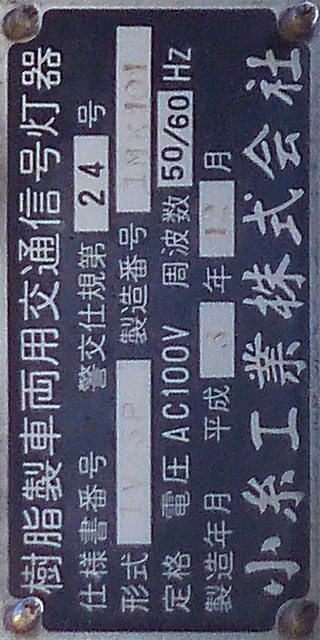 樹脂製車両用交通信号灯器
仕様書番号 警交仕規第 24 号
形式 製造番号 1MK101
定格 電圧 AC100V 周波数 50/60 Hz
製造年月 平成 3 年 12 月
小糸工業株式会社